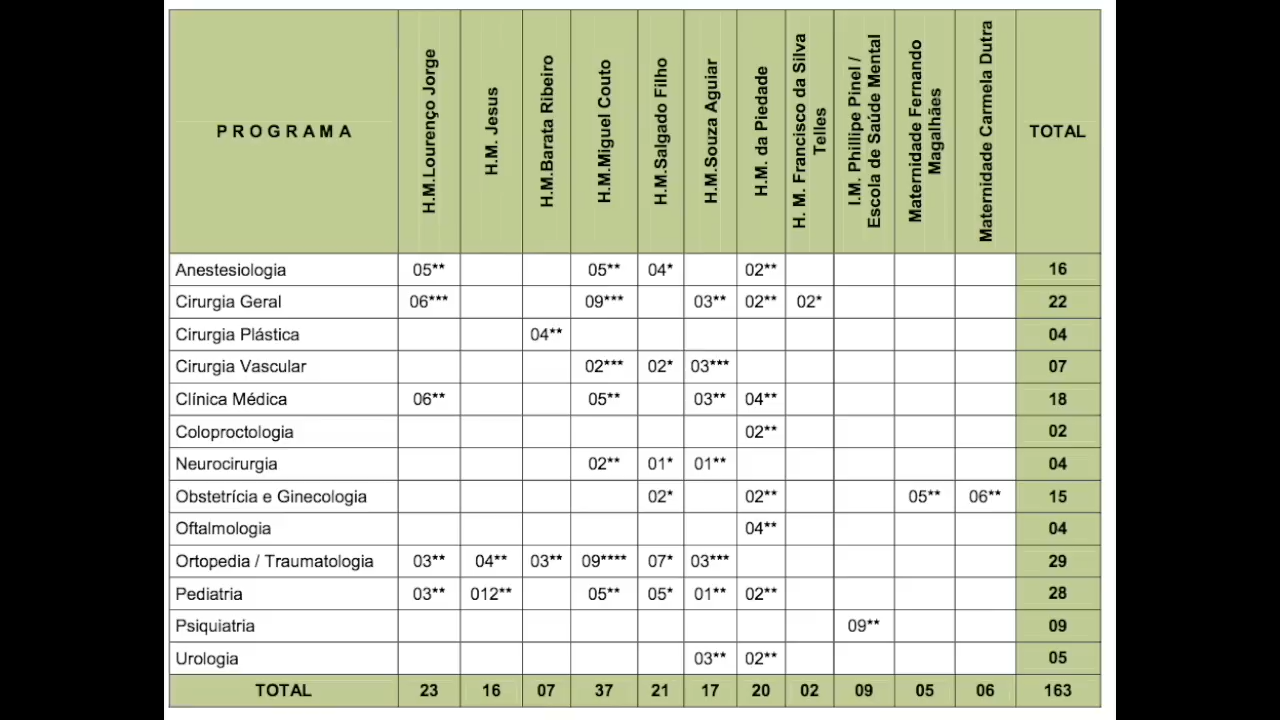 PROGRAMA H.M.Lourenço Jorge H.M. Jesus H.M.Barata Ribeiro H.M.Miguel Couto H.M.Salgado Filho H.M.Souza Aguiar H.M. da Piedade H. M. Francisco da Silva Telles I.M. Phillipe Pinel / Escola de Saúde Mental Maternidade Fernando Magalhães Maternidade Carmela Dutra TOTAL
Anestesiologia 05** 05** 04* 02** 16
Cirurgia Geral 06*** 09*** 03** 02** 02* 22
Cirurgia Plástica 04** 04
Cirurgia Vascular 02*** 02* 03*** 07
Clínica Médica 06** 05** 03** 04** 18
Coloproctologia 02** 02
Neurocirurgia 02** 01* 01** 04
Obstetrícia e Ginecologia 02* 02** 05** 06** 15
Oftalmologia 04** 04
Ortopedia / Traumatologia 03** 04** 03** 09**** 07* 03*** 29
Pediatria 03** 012** 05** 05* 01** 02** 28
Psiquiatria 09** 09
Urologia 03** 02** 05
TOTAL 23 16 07 37 21 17 20 02 09 05 06 163